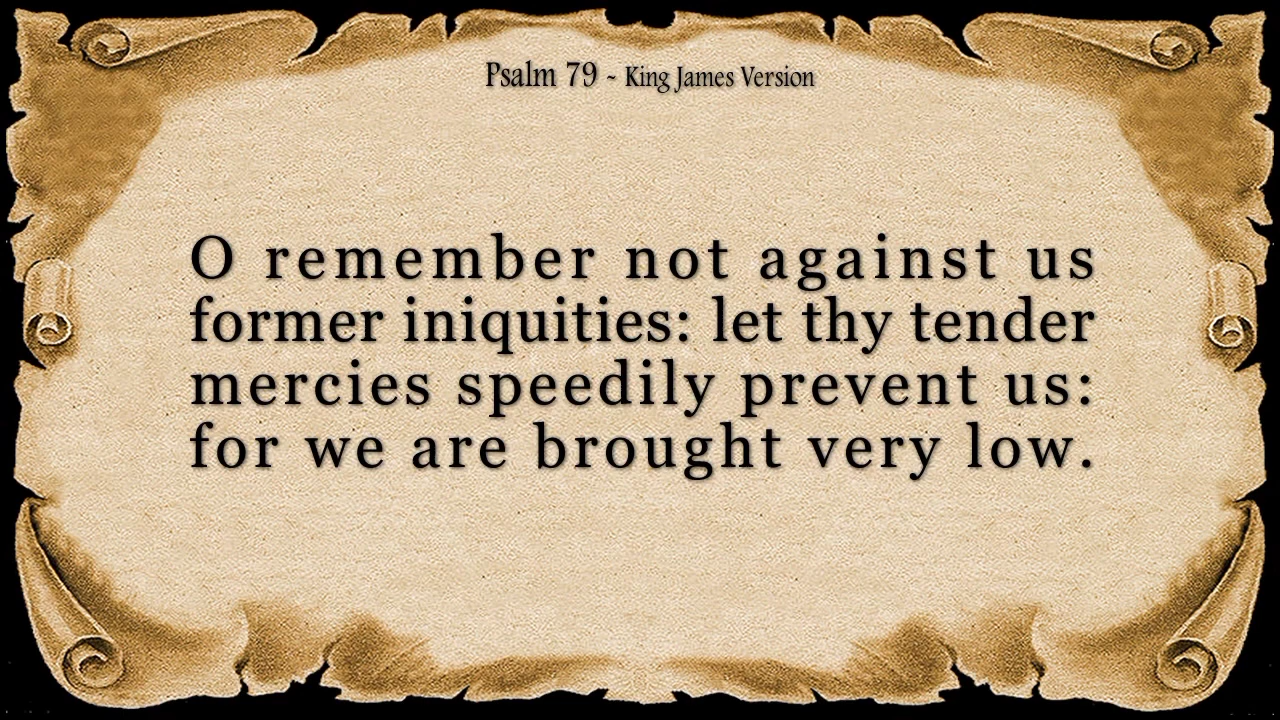 Psalm 79 ~ King James Version
O remember not against us
former iniquities: let thy tender
mercies speedily prevent us:
for we are brought very low.